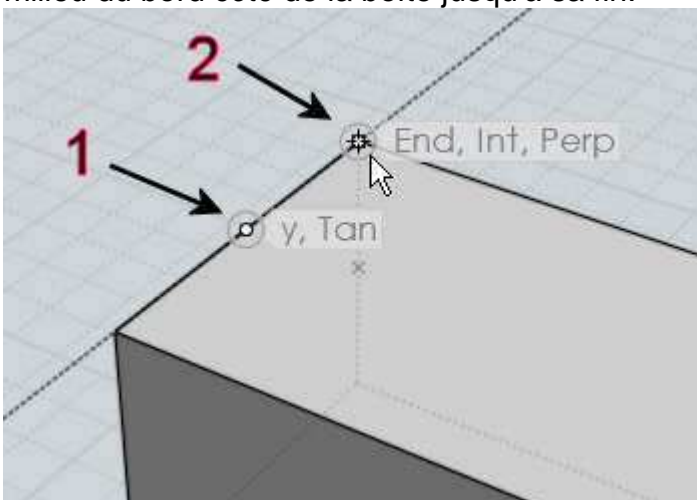 milieu du bord côté de la boîte jusqu'à sa fin.
2
End, Int, Perp
1
y, Tan